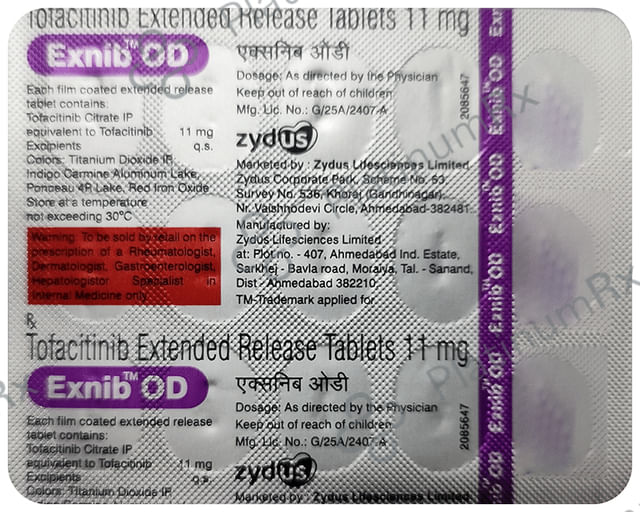 Tofacitinib Extended Release Tablets 11 mg
Exnib™ OD
एक्सनिब ओडी
Each film coated extended release
tablet contains:
Tofacitinib Citrate IP
equivalent to Tofacitinib 11 mg
Excipients q.s.
Colors: Titanium Dioxide IP,
Indigo Carmine Aluminum Lake,
Ponceau 4R Lake, Red Iron Oxide
Store at a temperature
not exceeding 30°C
Warning: To be sold by retail on the
prescription of a Rheumatologist,
Dermatologist, Gastroenterologist,
Hepatologistor Specialist in
Internal Medicine only
Dosage: As directed by the Physician
Keep out of reach of children
Mfg. Lic. No.: G/25A/2407-A
2085647
zydus
Marketed by : Zydus Lifesciences Limited
Zydus Corporate Park, Scheme No. 63,
Survey No. 536, Khoraj (Gandhinagar),
Nr. Vaishnodevi Circle, Ahmedabad-382481
Manufactured by:
Zydus Lifesciences Limited
at: Plot no. - 407, Ahmedabad Ind. Estate,
Sarkhej - Bavla road, Moraiya, Tal. - Sanand,
Dist - Ahmedabad 382210.
TM-Trademark applied for
Rx
Tofacitinib Extended Release Tablets 11 mg
Exnib™ OD
एक्सनिब ओडी
Each film coated extended release
tablet contains:
Tofacitinib Citrate IP
equivalent to Tofacitinib 11 mg
Excipients q.s.
Colors: Titanium Dioxide IP,
Dosage: As directed by the Physician
Keep out of reach of children
Mfg. Lic. No.: G/25A/2407-A
2085647
zydus
Marketed by : Zydus Lifesciences Limited
Exnib™ OD
Exnib™ OD
Exnib™ OD
Exnib™ OD
PlatinumRx